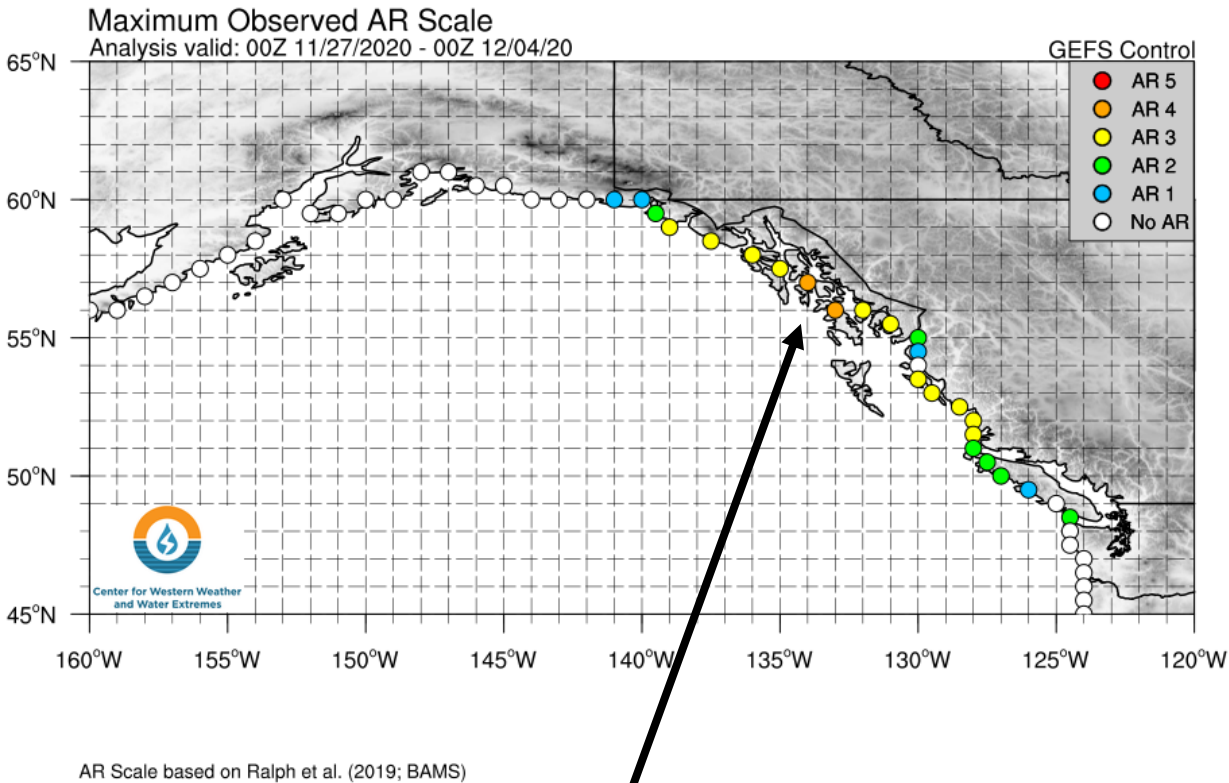 Maximum Observed AR Scale
Analysis valid: 00Z 11/27/2020 - 00Z 12/04/20
GEFS Control
65°N
60°N
55°N
50°N
45°N
AR 5
AR 4
AR 3
AR 2
AR 1
No AR
Center for Western Weather
and Water Extremes
160°W 155°W 150°W 145°W 140°W 135°W 130°W 125°W 120°W
AR Scale based on Ralph et al. (2019; BAMS)